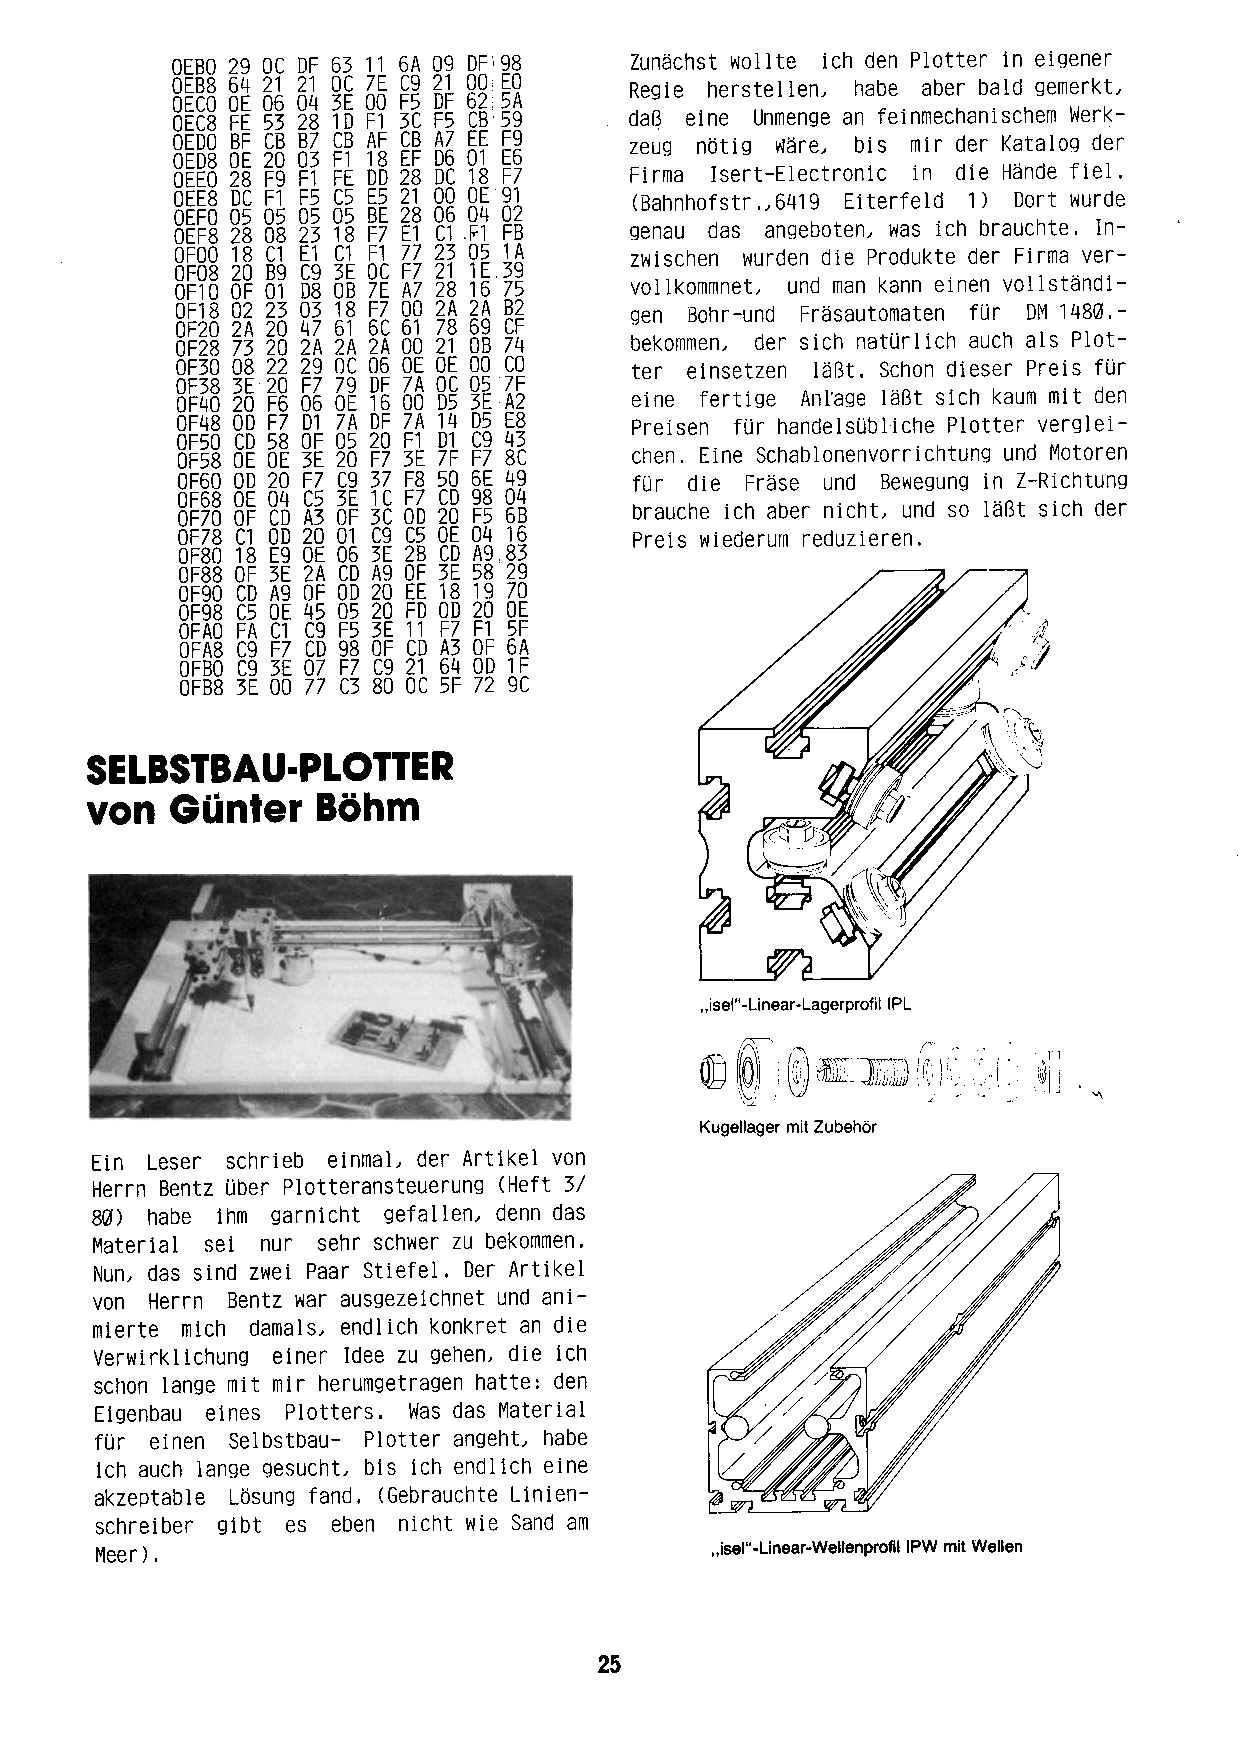 0EB0 29 0C DF 63 11 6A 09 DF 98
0EB8 64 21 21 0C 7E C9 21 00 E0
0EC0 0E 06 04 3E 00 F5 DF 62 5A
0EC8 FE 53 28 1D F1 3C F5 CB 59
0ED0 BF CB B7 CB AF CB A7 EE F9
0ED8 0E 20 03 F1 18 EF D6 01 E6
0EE0 28 F9 F1 FE DD 28 DC 18 F7
0EE8 DC F1 F5 C5 E5 21 00 0E 91
0EF0 05 05 05 05 BE 28 06 04 02
0EF8 28 08 23 18 F7 E1 C1 F1 FB
0F00 18 C1 E1 C1 F1 77 23 05 1A
0F08 20 B9 C9 3E 0C F7 21 1E 39
0F10 0F 01 D8 0B 7E A7 28 16 75
0F18 02 23 03 18 F7 00 2A 2A B2
0F20 2A 20 47 61 6C 61 78 69 CF
0F28 73 20 2A 2A 2A 00 21 0B 74
0F30 08 22 29 0C 06 0E 0E 00 C0
0F38 3E 20 F7 79 DF 7A 0C 05 7F
0F40 20 F6 06 0E 16 00 D5 3E A2
0F48 0D F7 D1 7A DF 7A 14 D5 E8
0F50 CD 58 0F 05 20 F1 D1 C9 43
0F58 0E 0E 3E 20 F7 3E 7F F7 8C
0F60 0D 20 F7 C9 37 F8 50 6E 49
0F68 0E 04 C5 3E 1C F7 CD 98 04
0F70 0F CD A3 0F 3C 0D 20 F5 6B
0F78 C1 0D 20 01 C9 C5 0E 04 16
0F80 18 E9 0E 06 3E 2B CD A9 83
0F88 0F 3E 2A CD A9 0F 3E 58 29
0F90 CD A9 0F 0D 20 EE 18 19 70
0F98 C5 0E 45 05 20 FD 0D 20 0E
0FA0 FA C1 C9 F5 3E 11 F7 F1 5F
0FA8 C9 F7 CD 98 0F CD A3 0F 6A
0FB0 C9 3E 07 F7 C9 21 64 0D 1F
0FB8 3E 00 77 C3 80 0C 5F 72 9C
SELBSTBAU-PLOTTER
von Günter Böhm
Ein Leser schrieb einmal, der Artikel von
Herrn Bentz über Plotteransteuerung (Heft 3/
80) habe ihm garnicht gefallen, denn das
Material sei nur sehr schwer zu bekommen.
Nun, das sind zwei Paar Stiefel. Der Artikel
von Herrn Bentz war ausgezeichnet und ani-
mierte mich damals, endlich konkret an die
Verwirklichung einer Idee zu gehen, die ich
schon lange mit mir herumgetragen hatte: den
Eigenbau eines Plotters. Was das Material
für einen Selbstbau- Plotter angeht, habe
ich auch lange gesucht, bis ich endlich eine
akzeptable Lösung fand. (Gebrauchte Linien-
schreiber gibt es eben nicht wie Sand am
Meer).
Zunächst wollte ich den Plotter in eigener
Regie herstellen, habe aber bald gemerkt,
daß eine Unmenge an feinmechanischem Werk-
zeug nötig wäre, bis mir der Katalog der
Firma Isert-Electronic in die Hände fiel.
(Bahnhofstr.,6419 Eiterfeld 1) Dort wurde
genau das angeboten, was ich brauchte. In-
zwischen wurden die Produkte der Firma ver-
vollkommnet, und man kann einen vollständi-
gen Bohr-und Fräsautomaten für DM 1480.-
bekommen, der sich natürlich auch als Plot-
ter einsetzen läßt. Schon dieser Preis für
eine fertige Anlage läßt sich kaum mit den
Preisen für handelsübliche Plotter verglei-
chen. Eine Schablonenvorrichtung und Motoren
für die Fräse und Bewegung in Z-Richtung
brauche ich aber nicht, und so läßt sich der
Preis wiederum reduzieren.
„isel“-Linear-Lagerprofil IPL
Kugellager mit Zubehör
„isel“-Linear-Wellenprofil IPW mit Wellen
25